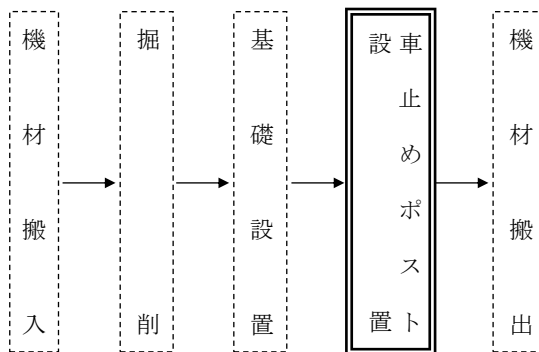 機材搬入
掘削
基礎設置
車止めポスト
設置
機材搬出